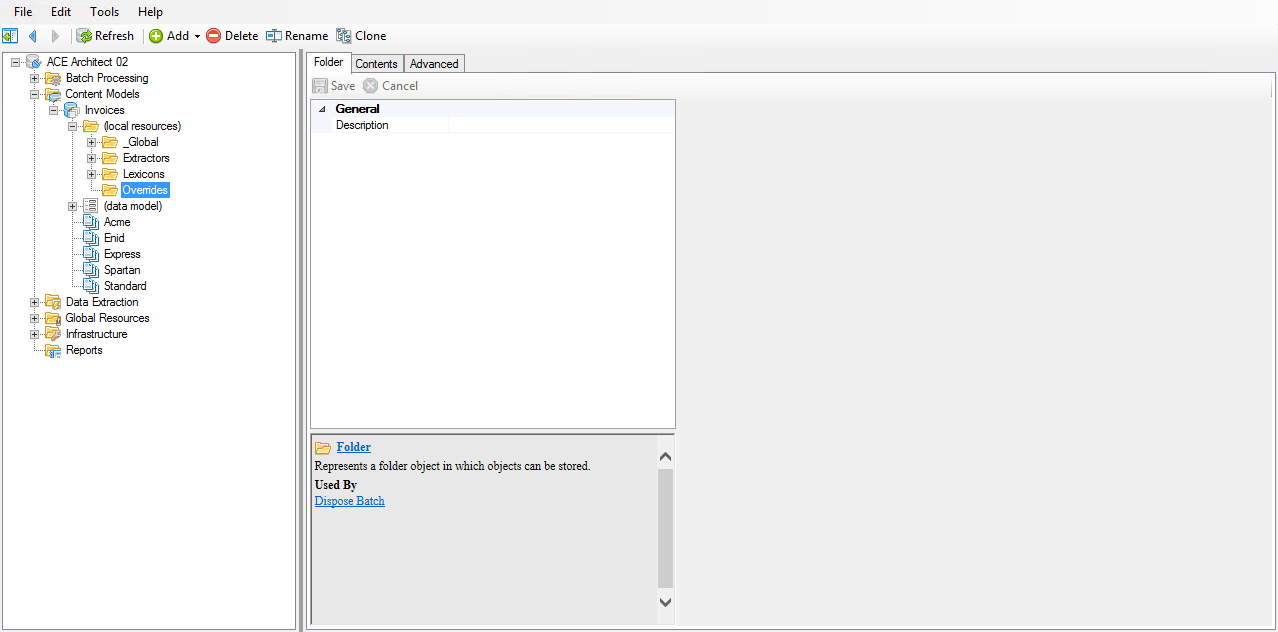 File Edit Tools Help
Refresh Add Delete Rename Clone
ACE Architect 02
Batch Processing
Content Models
Invoices
(local resources)
_Global
Extractors
Lexicons
Overrides
(data model)
Acme
Enid
Express
Spartan
Standard
Data Extraction
Global Resources
Infrastructure
Reports
Folder Contents Advanced
Save Cancel
General
Description
Folder
Represents a folder object in which objects can be stored.
Used By
Dispose Batch